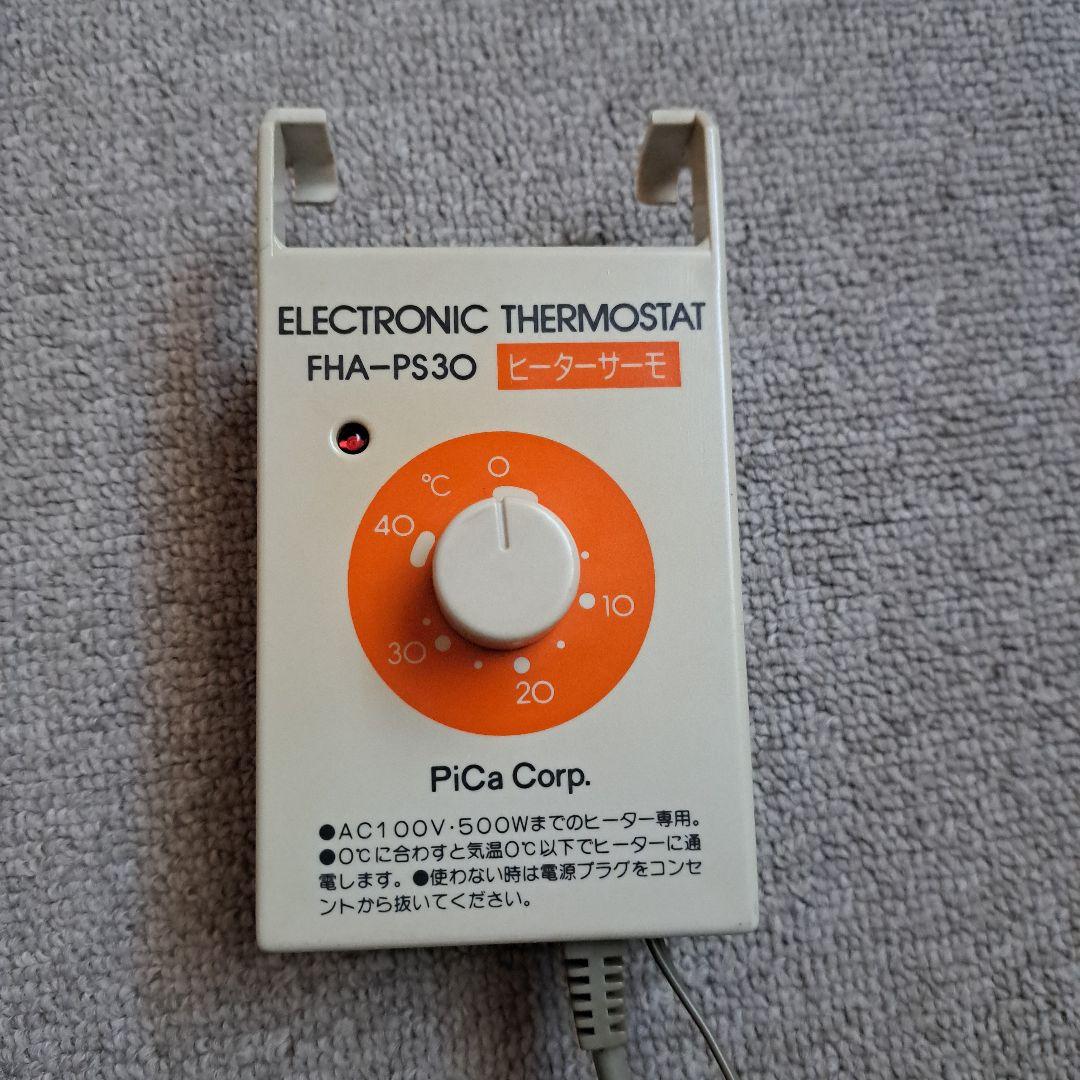 ELECTRONIC THERMOSTAT
FHA-PS30 ヒーターサーモ
℃ 0
40
10
30
20
PiCa Corp.
●AC100V・500Wまでのヒーター専用。
●0℃に合わすと気温0℃以下でヒーターに通
電します。●使わない時は電源プラグをコンセ
ントから抜いてください。